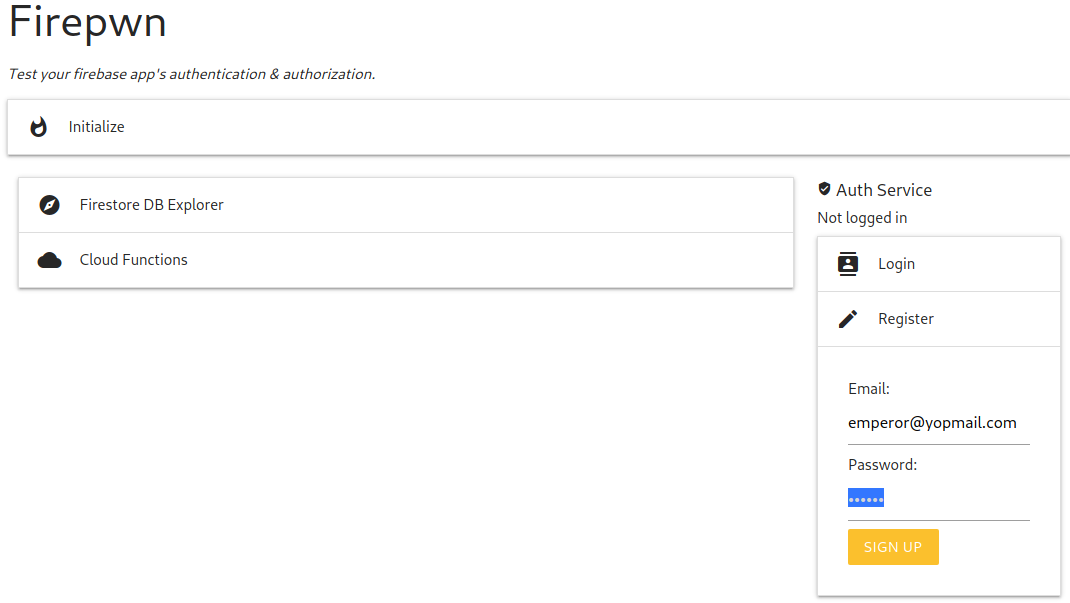 Firepwn
Test your firebase app's authentication & authorization.
Initialize
Firestore DB Explorer
Cloud Functions
Auth Service
Not logged in
Login
Register
Email:
emperor@yopmail.com
Password:
••••••
SIGN UP